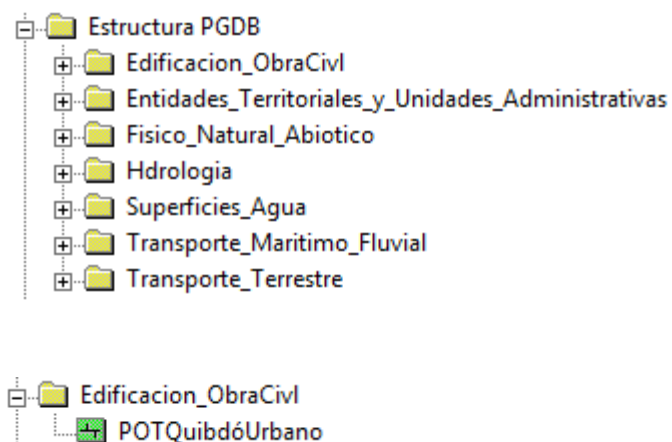 Estructura PGDB
Edificacion_ObraCivl
Entidades_Territoriales_y_Unidades_Administrativas
Fisico_Natural_Abiotico
Hdrologia
Superficies_Agua
Transporte_Maritimo_Fluvial
Transporte_Terrestre
Edificacion_ObraCivl
POTQuibdóUrbano